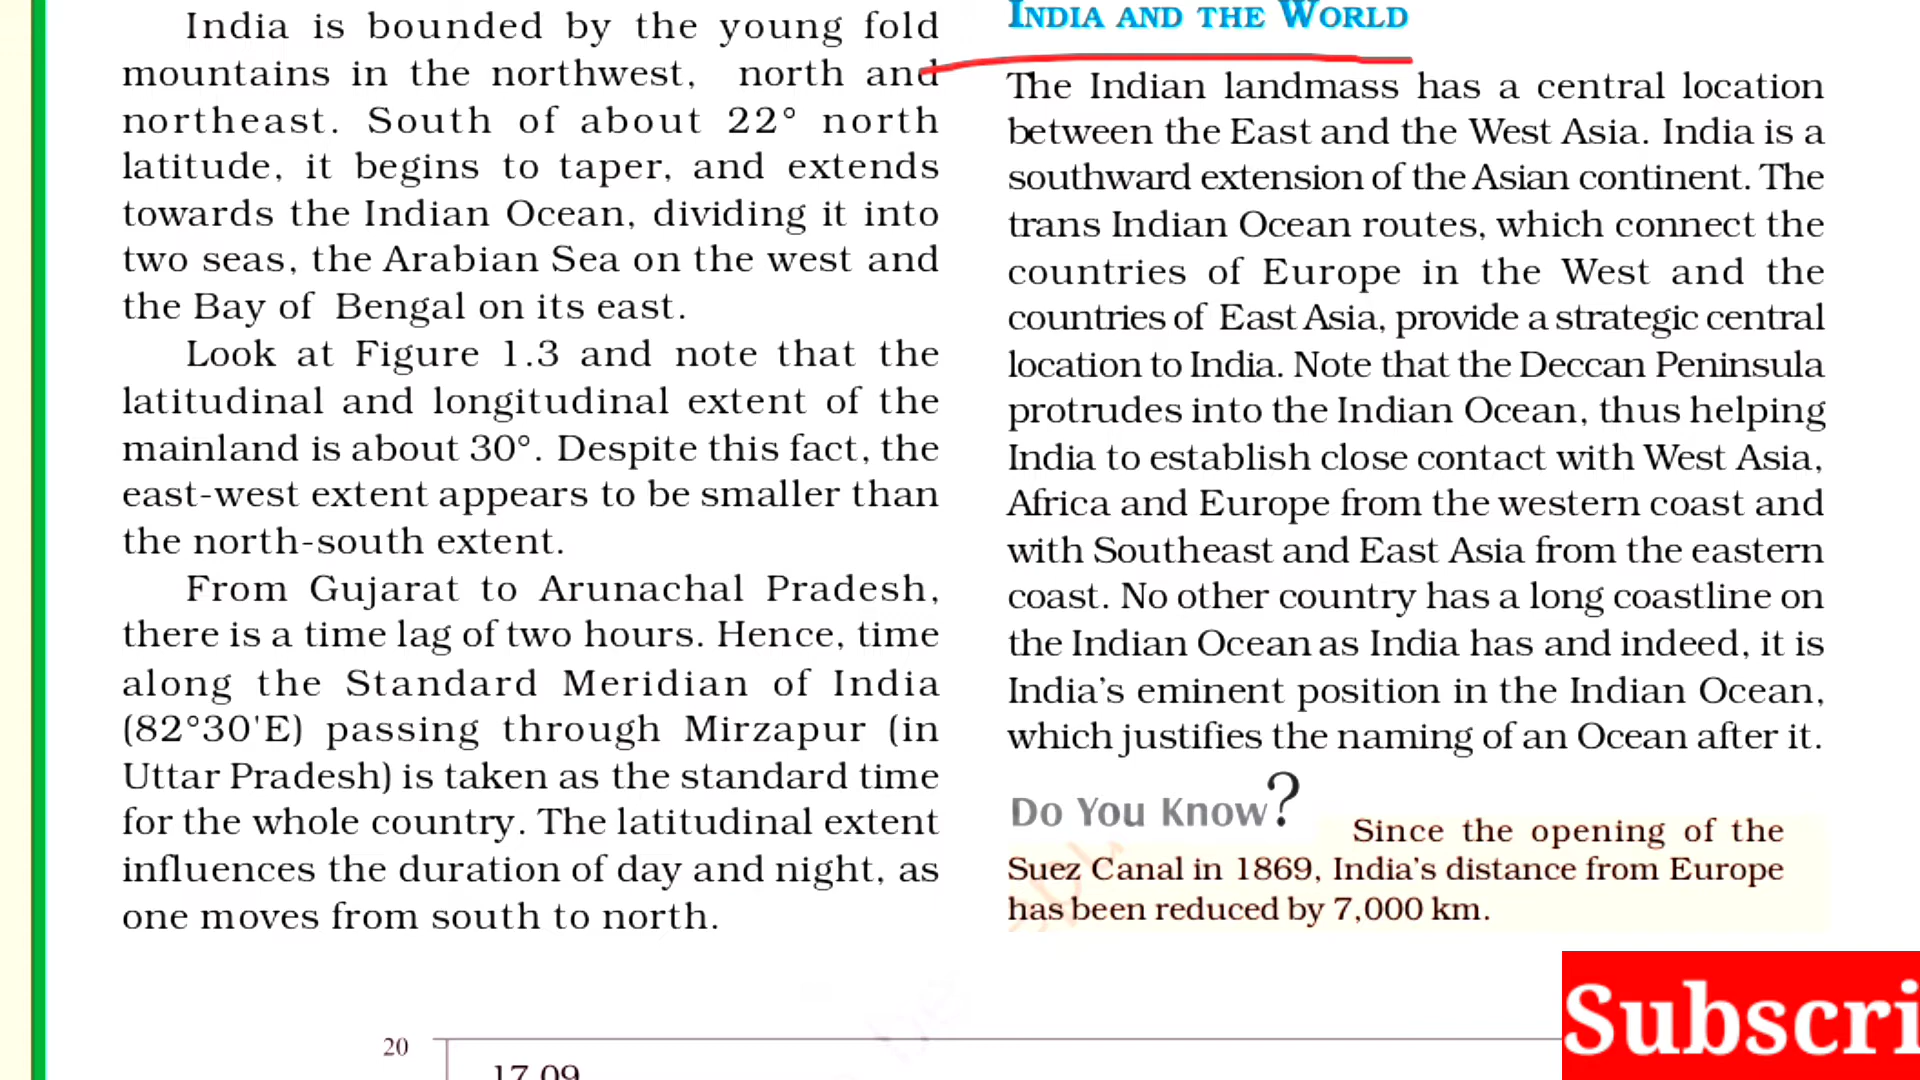 India is bounded by the young fold
mountains in the northwest, north and
northeast. South of about 22° north
latitude, it begins to taper, and extends
towards the Indian Ocean, dividing it into
two seas, the Arabian Sea on the west and
the Bay of Bengal on its east.
Look at Figure 1.3 and note that the
latitudinal and longitudinal extent of the
mainland is about 30°. Despite this fact, the
east-west extent appears to be smaller than
the north-south extent.
From Gujarat to Arunachal Pradesh,
there is a time lag of two hours. Hence, time
along the Standard Meridian of India
(82°30'E) passing through Mirzapur (in
Uttar Pradesh) is taken as the standard time
for the whole country. The latitudinal extent
influences the duration of day and night, as
one moves from south to north.
INDIA AND THE WORLD
The Indian landmass has a central location
between the East and the West Asia. India is a
southward extension of the Asian continent. The
trans Indian Ocean routes, which connect the
countries of Europe in the West and the
countries of East Asia, provide a strategic central
location to India. Note that the Deccan Peninsula
protrudes into the Indian Ocean, thus helping
India to establish close contact with West Asia,
Africa and Europe from the western coast and
with Southeast and East Asia from the eastern
coast. No other country has a long coastline on
the Indian Ocean as India has and indeed, it is
India's eminent position in the Indian Ocean,
which justifies the naming of an Ocean after it.
Do You Know?
Since the opening of the
Suez Canal in 1869, India's distance from Europe
has been reduced by 7,000 km.
20
17.09
Subscri